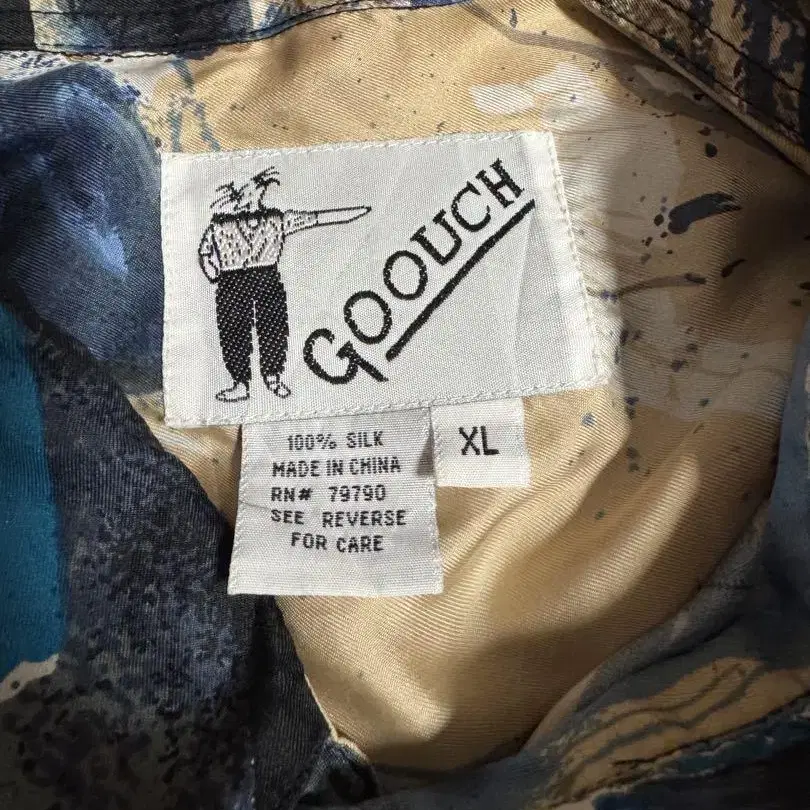 GOOUCH
100% SILK
MADE IN CHINA
RN# 79790
SEE REVERSE
FOR CARE
XL